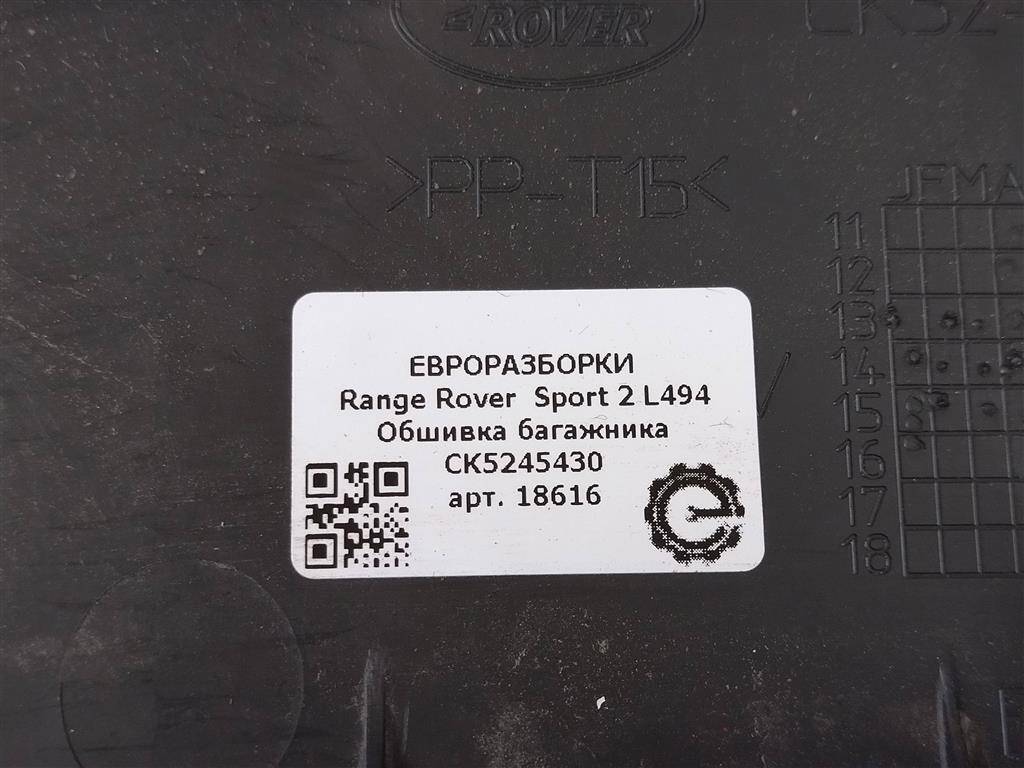 ROVER
CK52-
>PP-T15<
JFMA
11
12
13
14
15
16
17
18
ЕВРОРАЗБОРКИ
Range Rover Sport 2 L494
Обшивка багажника
CK5245430
арт. 18616